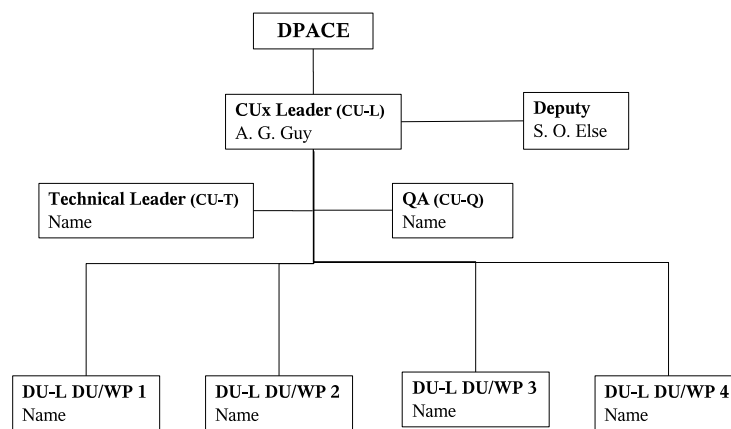 DPACE
CUx Leader (CU-L)
A. G. Guy
Deputy
S. O. Else
Technical Leader (CU-T)
Name
QA (CU-Q)
Name
DU-L DU/WP 1
Name
DU-L DU/WP 2
Name
DU-L DU/WP 3
Name
DU-L DU/WP 4
Name